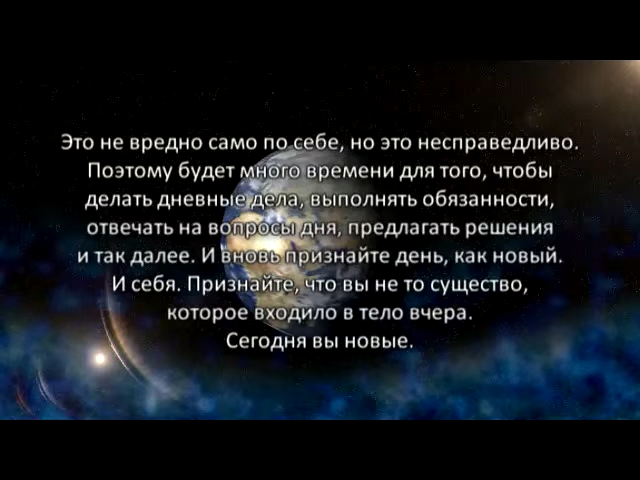 Это не вредно само по себе, но это несправедливо.
Поэтому будет много времени для того, чтобы
делать дневные дела, выполнять обязанности,
отвечать на вопросы дня, предлагать решения
и так далее. И вновь признайте день, как новый.
И себя. Признайте, что вы не то существо,
которое входило в тело вчера.
Сегодня вы новые.